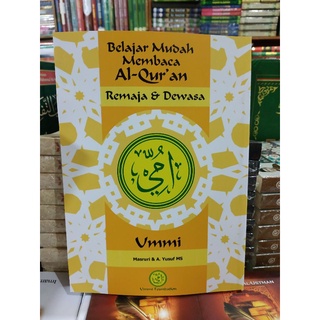 Belajar Mudah
Membaca
Al-Qur'an
Remaja & Dewasa
أمي
Ummi
Masruri & A. Yusuf MS
Ummi Foundation